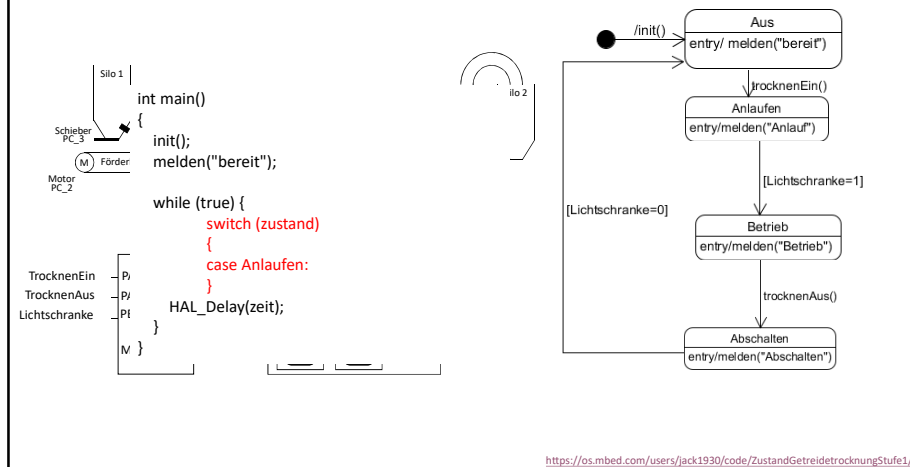 Silo 1
Schieber
PC_3
M
Förder
Motor
PC_2
TrocknenEin
TrocknenAus
Lichtschranke
int main()
{
init();
melden("bereit");
while (true) {
switch (zustand)
{
case Anlaufen:
}
HAL_Delay(zeit);
}
}
ilo 2
/init()
Aus
entry/ melden("bereit")
trocknenEin()
Anlaufen
entry/melden("Anlauf")
[Lichtschranke=1]
[Lichtschranke=0]
Betrieb
entry/melden("Betrieb")
trocknenAus()
Abschalten
entry/melden("Abschalten")
https://os.mbed.com/users/jack1930/code/ZustandGetreidetrocknungStufe1/